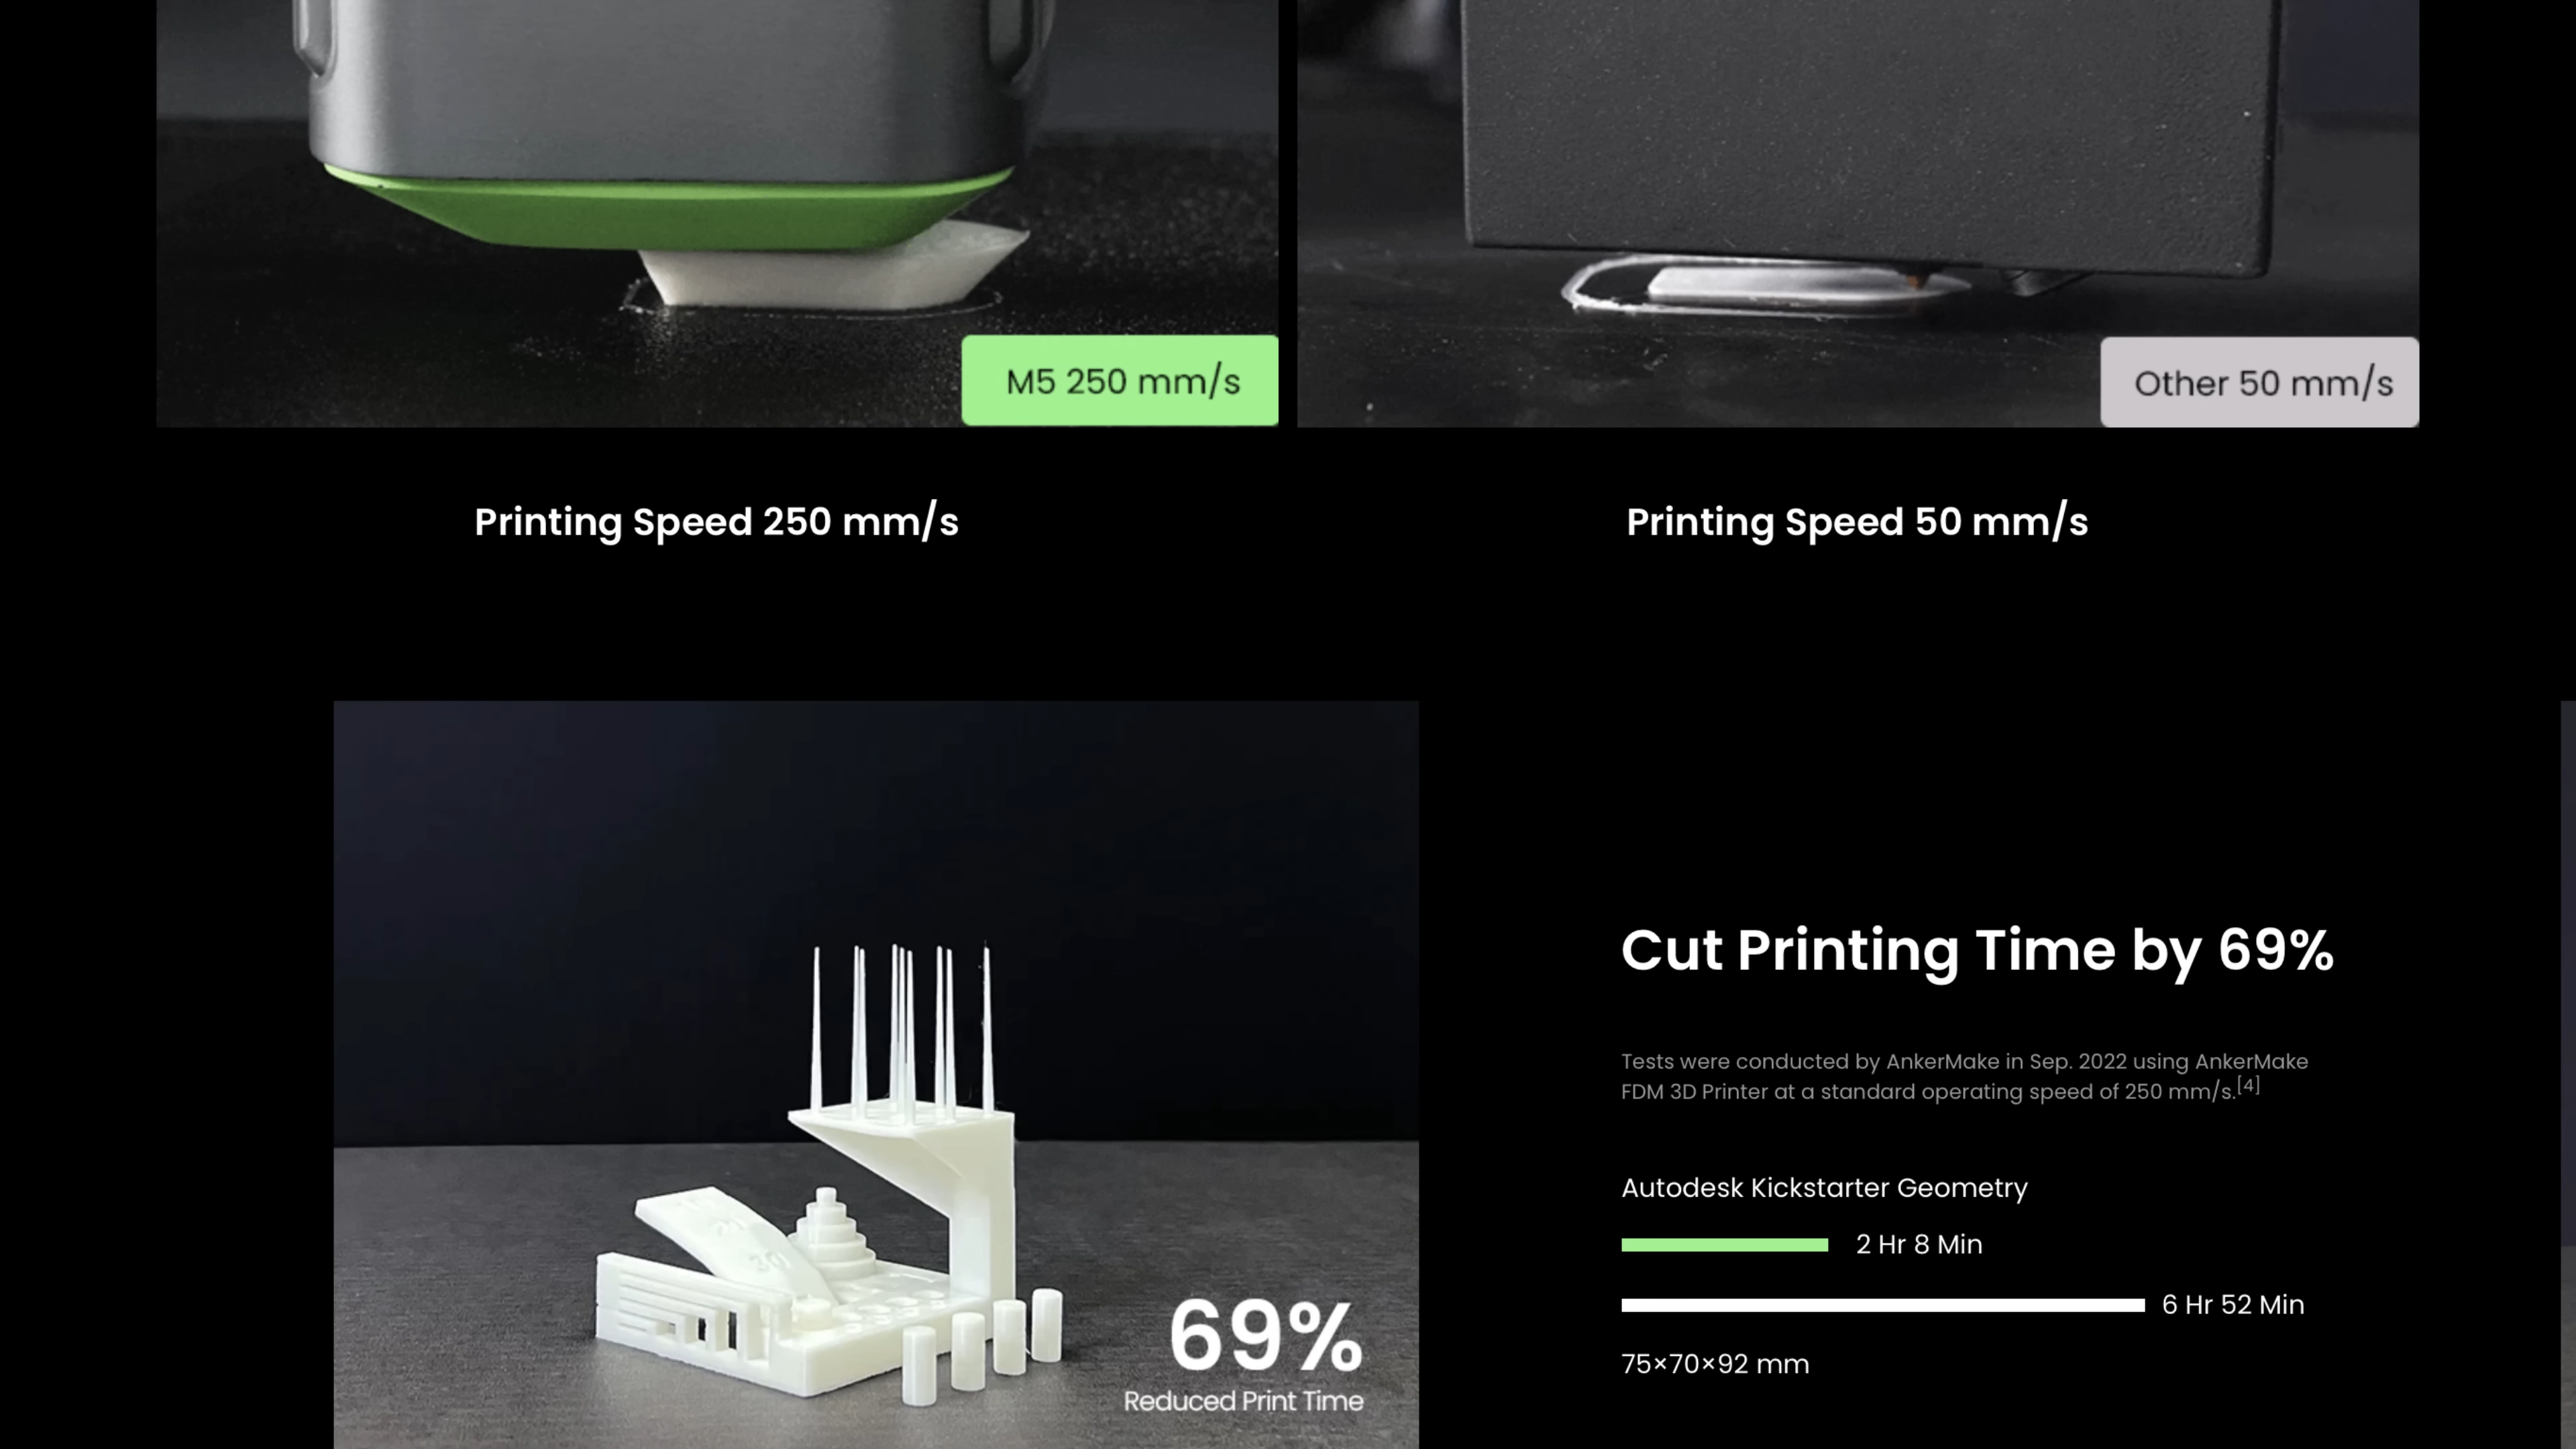 M5 250 mm/s
Other 50 mm/s
Printing Speed 250 mm/s
Printing Speed 50 mm/s
69%
Reduced Print Time
Cut Printing Time by 69%
Tests were conducted by AnkerMake in Sep. 2022 using AnkerMake
FDM 3D Printer at a standard operating speed of 250 mm/s.[4]
Autodesk Kickstarter Geometry
2 Hr 8 Min
6 Hr 52 Min
75×70×92 mm